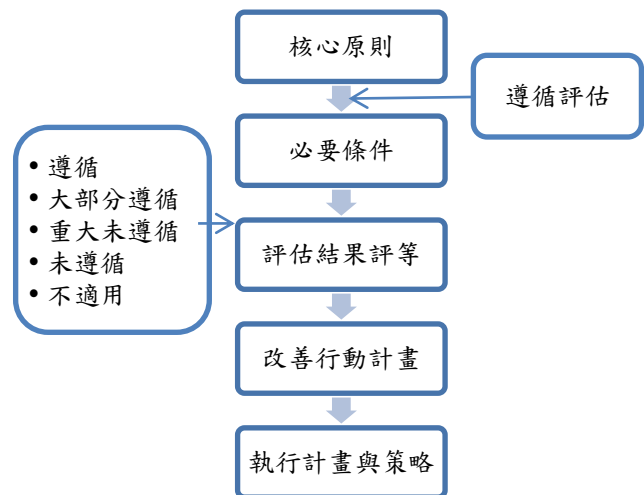 核心原則
遵循評估
必要條件
• 遵循
• 大部分遵循
• 重大未遵循
• 未遵循
• 不適用
評估結果評等
改善行動計畫
執行計畫與策略